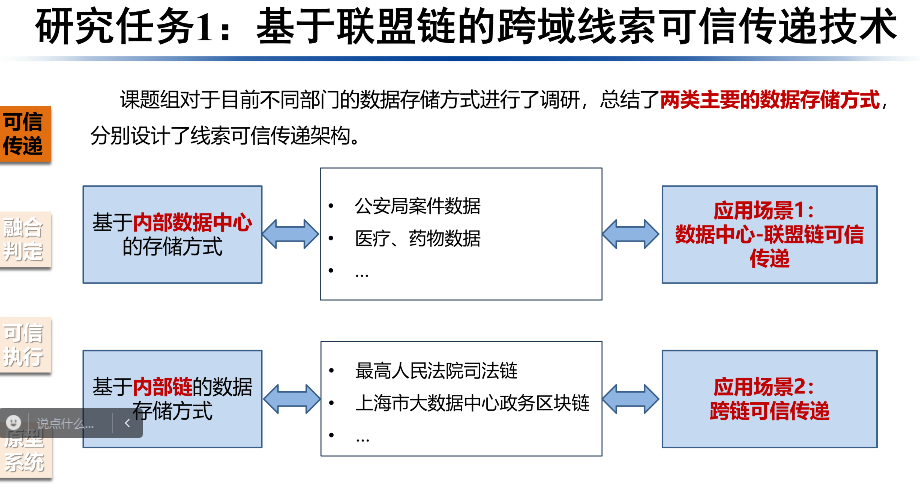 研究任务1：基于联盟链的跨域线索可信传递技术
可信
传递
融合
判定
可信
执行
原型
系统
课题组对于目前不同部门的数据存储方式进行了调研，总结了两类主要的数据存储方式，
分别设计了线索可信传递架构。
基于内部数据中心
的存储方式
• 公安局案件数据
• 医疗、药物数据
• ...
应用场景1：
数据中心-联盟链可信
传递
基于内部链的数据
存储方式
• 最高人民法院司法链
• 上海市大数据中心政务区块链
• ...
应用场景2：
跨链可信传递
说点什么...